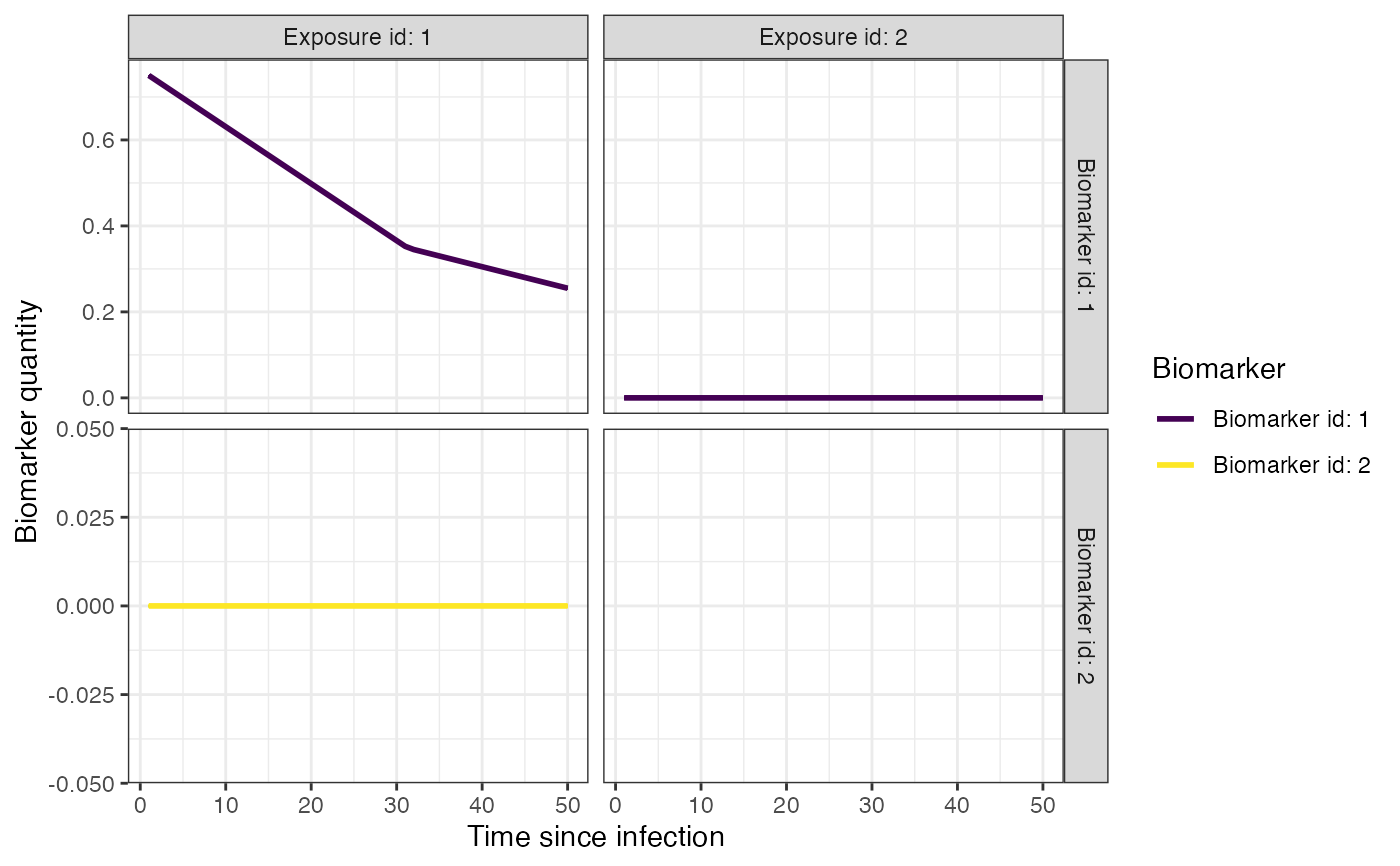 Exposure id: 1
Exposure id: 2
Biomarker id: 1
Biomarker id: 2
Biomarker quantity
0.6
0.4
0.2
0.0
0.050
0.025
0.000
-0.025
-0.050
0 10 20 30 40 50
0 10 20 30 40 50
Time since infection
Biomarker
Biomarker id: 1
Biomarker id: 2